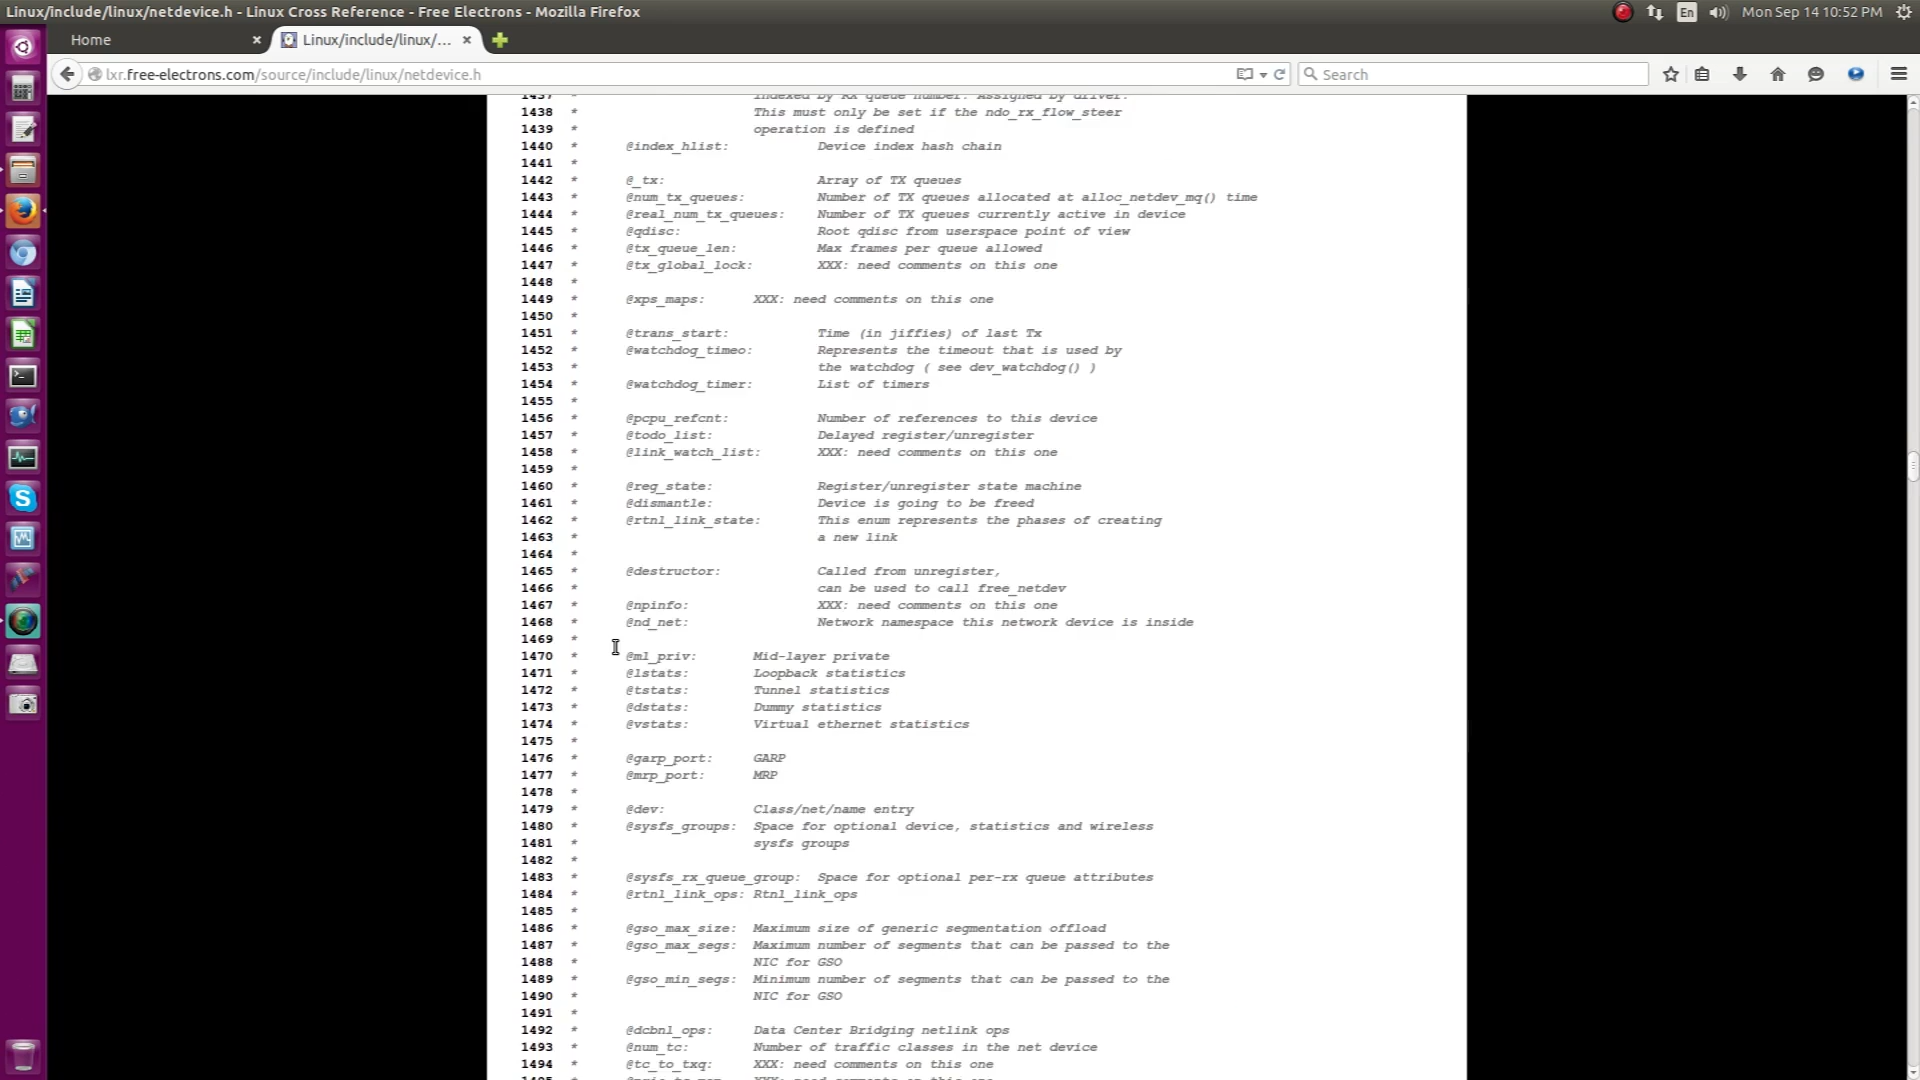 Linux/include/linux/netdevice.h - Linux Cross Reference - Free Electrons - Mozilla Firefox
En
Mon Sep 14 10:52 PM
Home
Linux/include/linux/...
lxr.free-electrons.com/source/include/linux/netdevice.h
Search
1437 * indexed by RX queue number. Assigned by driver.
1438 * This must only be set if the ndo_rx_flow_steer
1439 * operation is defined
1440 * @index_hlist: Device index hash chain
1441 *
1442 * @_tx: Array of TX queues
1443 * @num_tx_queues: Number of TX queues allocated at alloc_netdev_mq() time
1444 * @real_num_tx_queues: Number of TX queues currently active in device
1445 * @qdisc: Root qdisc from userspace point of view
1446 * @tx_queue_len: Max frames per queue allowed
1447 * @tx_global_lock: XXX: need comments on this one
1448 *
1449 * @xps_maps: XXX: need comments on this one
1450 *
1451 * @trans_start: Time (in jiffies) of last Tx
1452 * @watchdog_timeo: Represents the timeout that is used by
1453 * the watchdog ( see dev_watchdog() )
1454 * @watchdog_timer: List of timers
1455 *
1456 * @pcpu_refcnt: Number of references to this device
1457 * @todo_list: Delayed register/unregister
1458 * @link_watch_list: XXX: need comments on this one
1459 *
1460 * @reg_state: Register/unregister state machine
1461 * @dismantle: Device is going to be freed
1462 * @rtnl_link_state: This enum represents the phases of creating
1463 * a new link
1464 *
1465 * @destructor: Called from unregister,
1466 * can be used to call free_netdev
1467 * @npinfo: XXX: need comments on this one
1468 * @nd_net: Network namespace this network device is inside
1469 *
1470 * @ml_priv: Mid-layer private
1471 * @lstats: Loopback statistics
1472 * @tstats: Tunnel statistics
1473 * @dstats: Dummy statistics
1474 * @vstats: Virtual ethernet statistics
1475 *
1476 * @garp_port: GARP
1477 * @mrp_port: MRP
1478 *
1479 * @dev: Class/net/name entry
1480 * @sysfs_groups: Space for optional device, statistics and wireless
1481 * sysfs groups
1482 *
1483 * @sysfs_rx_queue_group: Space for optional per-rx queue attributes
1484 * @rtnl_link_ops: Rtnl_link_ops
1485 *
1486 * @gso_max_size: Maximum size of generic segmentation offload
1487 * @gso_max_segs: Maximum number of segments that can be passed to the
1488 * NIC for GSO
1489 * @gso_min_segs: Minimum number of segments that can be passed to the
1490 * NIC for GSO
1491 *
1492 * @dcbnl_ops: Data Center Bridging netlink ops
1493 * @num_tc: Number of traffic classes in the net device
1494 * @tc_to_txq: XXX: need comments on this one